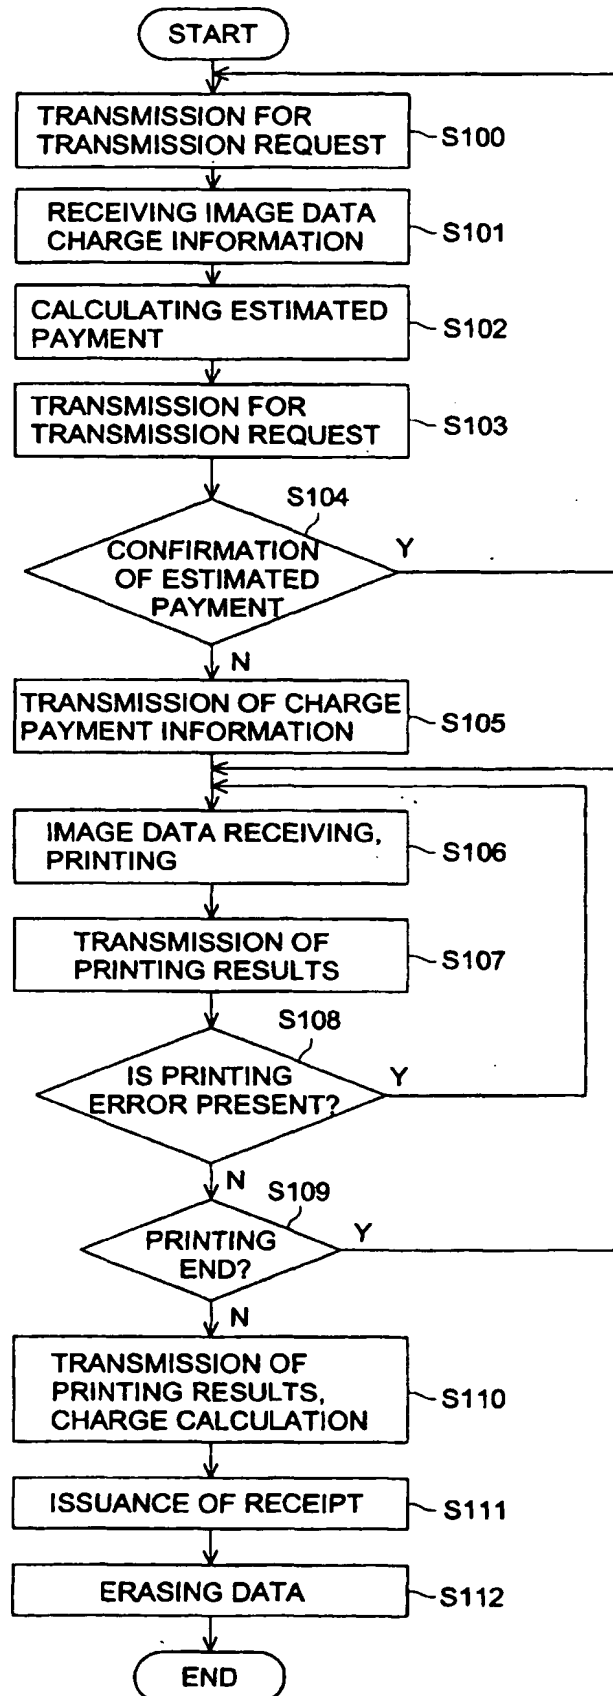 START
TRANSMISSION FOR
TRANSMISSION REQUEST
S100
RECEIVING IMAGE DATA
CHARGE INFORMATION
S101
CALCULATING ESTIMATED
PAYMENT
S102
TRANSMISSION FOR
TRANSMISSION REQUEST
S103
S104
CONFIRMATION
OF ESTIMATED
PAYMENT
Y
N
TRANSMISSION OF CHARGE
PAYMENT INFORMATION
S105
IMAGE DATA RECEIVING,
PRINTING
S106
TRANSMISSION OF
PRINTING RESULTS
S107
S108
IS PRINTING
ERROR PRESENT?
Y
N
S109
PRINTING
END?
Y
N
TRANSMISSION OF
PRINTING RESULTS,
CHARGE CALCULATION
S110
ISSUANCE OF RECEIPT
S111
ERASING DATA
S112
END